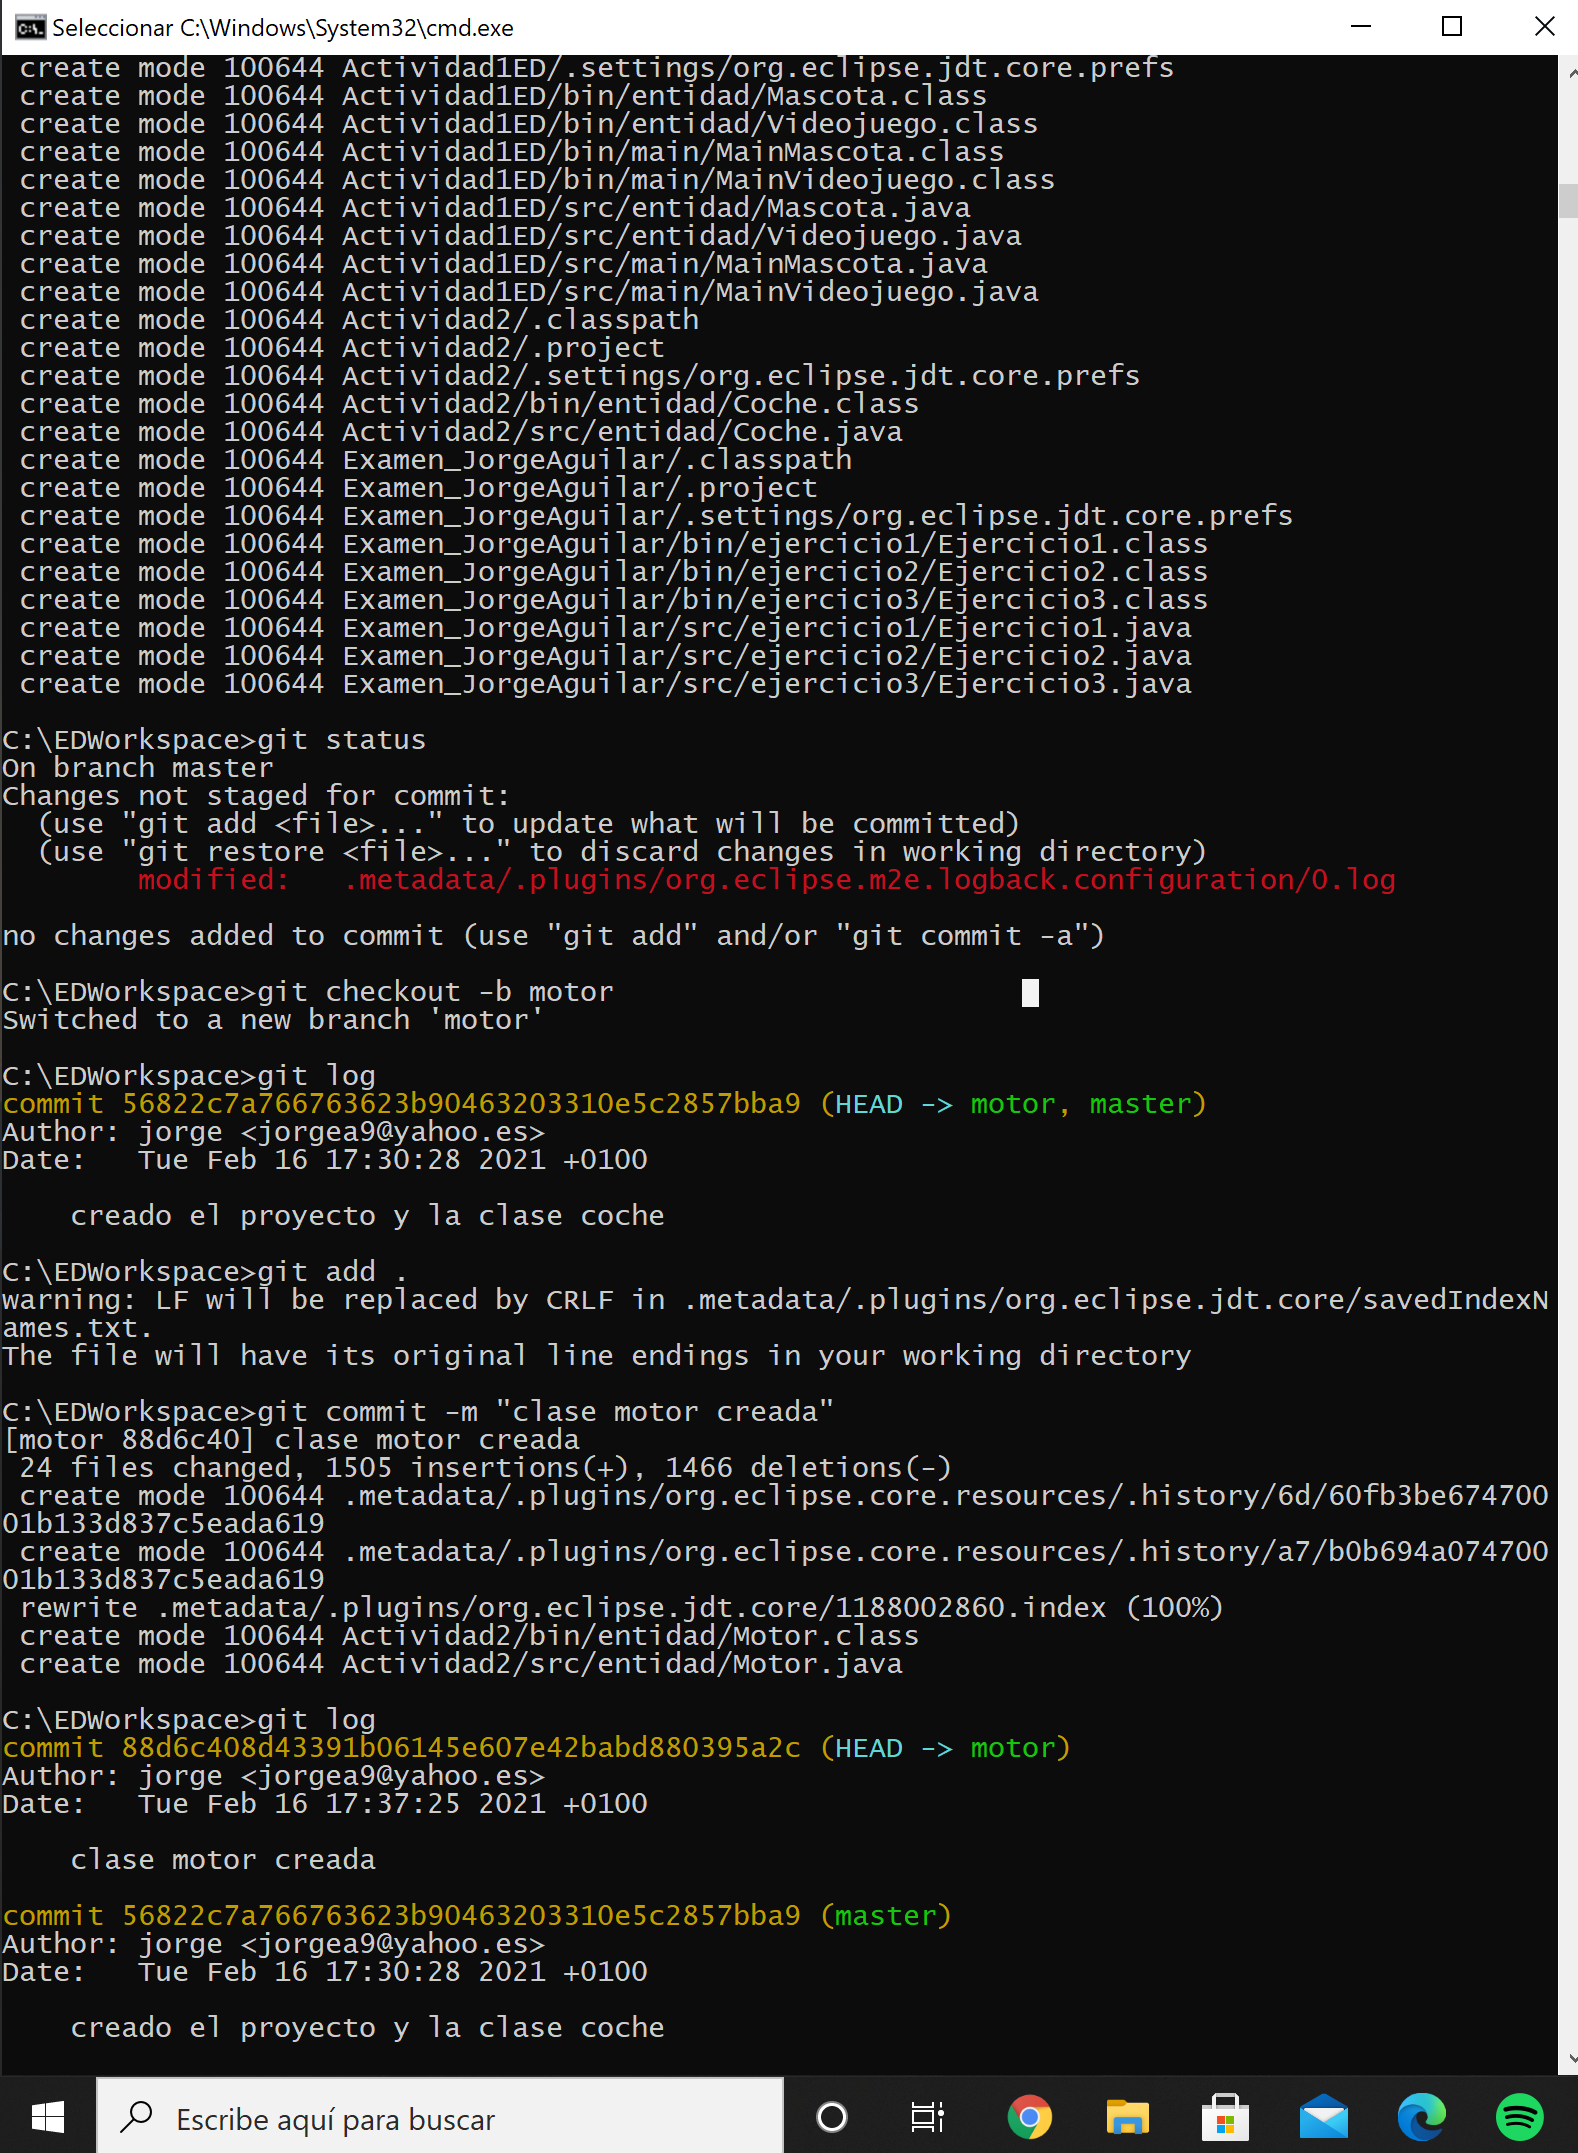 Seleccionar C:\Windows\System32\cmd.exe
create mode 100644 Actividad1ED/.settings/org.eclipse.jdt.core.prefs
create mode 100644 Actividad1ED/bin/entidad/Mascota.class
create mode 100644 Actividad1ED/bin/entidad/Videojuego.class
create mode 100644 Actividad1ED/bin/main/MainMascota.class
create mode 100644 Actividad1ED/bin/main/MainVideojuego.class
create mode 100644 Actividad1ED/src/entidad/Mascota.java
create mode 100644 Actividad1ED/src/entidad/Videojuego.java
create mode 100644 Actividad1ED/src/main/MainMascota.java
create mode 100644 Actividad1ED/src/main/MainVideojuego.java
create mode 100644 Actividad2/.classpath
create mode 100644 Actividad2/.project
create mode 100644 Actividad2/.settings/org.eclipse.jdt.core.prefs
create mode 100644 Actividad2/bin/entidad/Coche.class
create mode 100644 Actividad2/src/entidad/Coche.java
create mode 100644 Examen_JorgeAguilar/.classpath
create mode 100644 Examen_JorgeAguilar/.project
create mode 100644 Examen_JorgeAguilar/.settings/org.eclipse.jdt.core.prefs
create mode 100644 Examen_JorgeAguilar/bin/ejercicio1/Ejercicio1.class
create mode 100644 Examen_JorgeAguilar/bin/ejercicio2/Ejercicio2.class
create mode 100644 Examen_JorgeAguilar/bin/ejercicio3/Ejercicio3.class
create mode 100644 Examen_JorgeAguilar/src/ejercicio1/Ejercicio1.java
create mode 100644 Examen_JorgeAguilar/src/ejercicio2/Ejercicio2.java
create mode 100644 Examen_JorgeAguilar/src/ejercicio3/Ejercicio3.java
C:\EDWorkspace>git status
On branch master
Changes not staged for commit:
(use "git add <file>..." to update what will be committed)
(use "git restore <file>..." to discard changes in working directory)
modified:   .metadata/.plugins/org.eclipse.m2e.logback.configuration/0.log
no changes added to commit (use "git add" and/or "git commit -a")
C:\EDWorkspace>git checkout -b motor
Switched to a new branch 'motor'
C:\EDWorkspace>git log
commit 56822c7a766763623b90463203310e5c2857bba9 (HEAD -> motor, master)
Author: jorge <jorgea9@yahoo.es>
Date:   Tue Feb 16 17:30:28 2021 +0100
creado el proyecto y la clase coche
C:\EDWorkspace>git add .
warning: LF will be replaced by CRLF in .metadata/.plugins/org.eclipse.jdt.core/savedIndexN
ames.txt.
The file will have its original line endings in your working directory
C:\EDWorkspace>git commit -m "clase motor creada"
[motor 88d6c40] clase motor creada
24 files changed, 1505 insertions(+), 1466 deletions(-)
create mode 100644 .metadata/.plugins/org.eclipse.core.resources/.history/6d/60fb3be674700
01b133d837c5eada619
create mode 100644 .metadata/.plugins/org.eclipse.core.resources/.history/a7/b0b694a074700
01b133d837c5eada619
rewrite .metadata/.plugins/org.eclipse.jdt.core/1188002860.index (100%)
create mode 100644 Actividad2/bin/entidad/Motor.class
create mode 100644 Actividad2/src/entidad/Motor.java
C:\EDWorkspace>git log
commit 88d6c408d43391b06145e607e42babd880395a2c (HEAD -> motor)
Author: jorge <jorgea9@yahoo.es>
Date:   Tue Feb 16 17:37:25 2021 +0100
clase motor creada
commit 56822c7a766763623b90463203310e5c2857bba9 (master)
Author: jorge <jorgea9@yahoo.es>
Date:   Tue Feb 16 17:30:28 2021 +0100
creado el proyecto y la clase coche
Escribe aquí para buscar